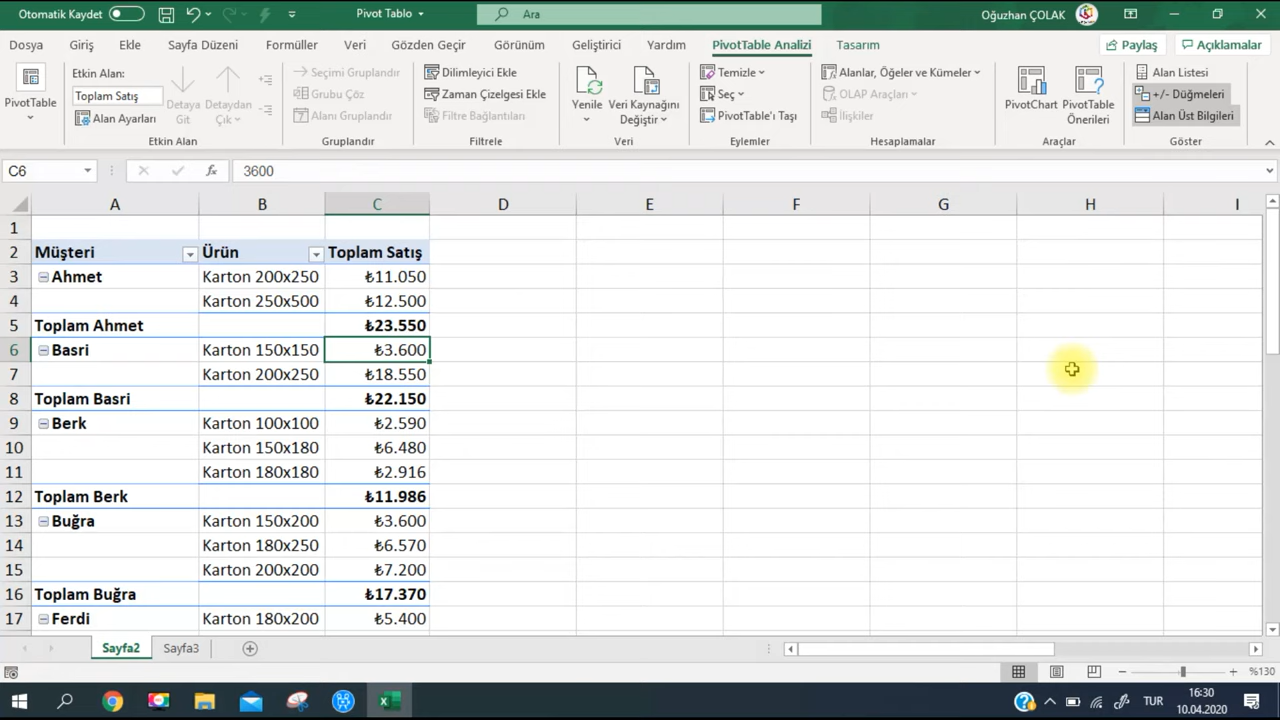 Otomatik Kaydet
Pivot Tablo
Ara
Oğuzhan ÇOLAK
Dosya Giriş Ekle Sayfa Düzeni Formüller Veri Gözden Geçir Görünüm Geliştirici Yardım PivotTable Analizi Tasarım Paylaş Açıklamalar
PivotTable
Etkin Alan:
Toplam Satış
Alan Ayarları
Detaya Git
Detaydan Çık
Etkin Alan
Seçimi Gruplandır
Grubu Çöz
Alanı Gruplandır
Gruplandır
Dilimleyici Ekle
Zaman Çizelgesi Ekle
Filtre Bağlantıları
Filtrele
Yenile
Veri Kaynağını Değiştir
Veri
Temizle
Seç
PivotTable'ı Taşı
Eylemler
Alanlar, Öğeler ve Kümeler
OLAP Araçları
İlişkiler
Hesaplamalar
PivotChart
PivotTable Önerileri
Araçlar
Alan Listesi
+/- Düğmeleri
Alan Üst Bilgileri
Göster
C6 fx 3600
A B C D E F G H I
1
2 Müşteri Ürün Toplam Satış
3 Ahmet Karton 200x250 ₺11.050
4 Karton 250x500 ₺12.500
5 Toplam Ahmet ₺23.550
6 Basri Karton 150x150 ₺3.600
7 Karton 200x250 ₺18.550
8 Toplam Basri ₺22.150
9 Berk Karton 100x100 ₺2.590
10 Karton 150x180 ₺6.480
11 Karton 180x180 ₺2.916
12 Toplam Berk ₺11.986
13 Buğra Karton 150x200 ₺3.600
14 Karton 180x250 ₺6.570
15 Karton 200x200 ₺7.200
16 Toplam Buğra ₺17.370
17 Ferdi Karton 180x200 ₺5.400
Sayfa2 Sayfa3
%130
TUR
16:30
10.04.2020